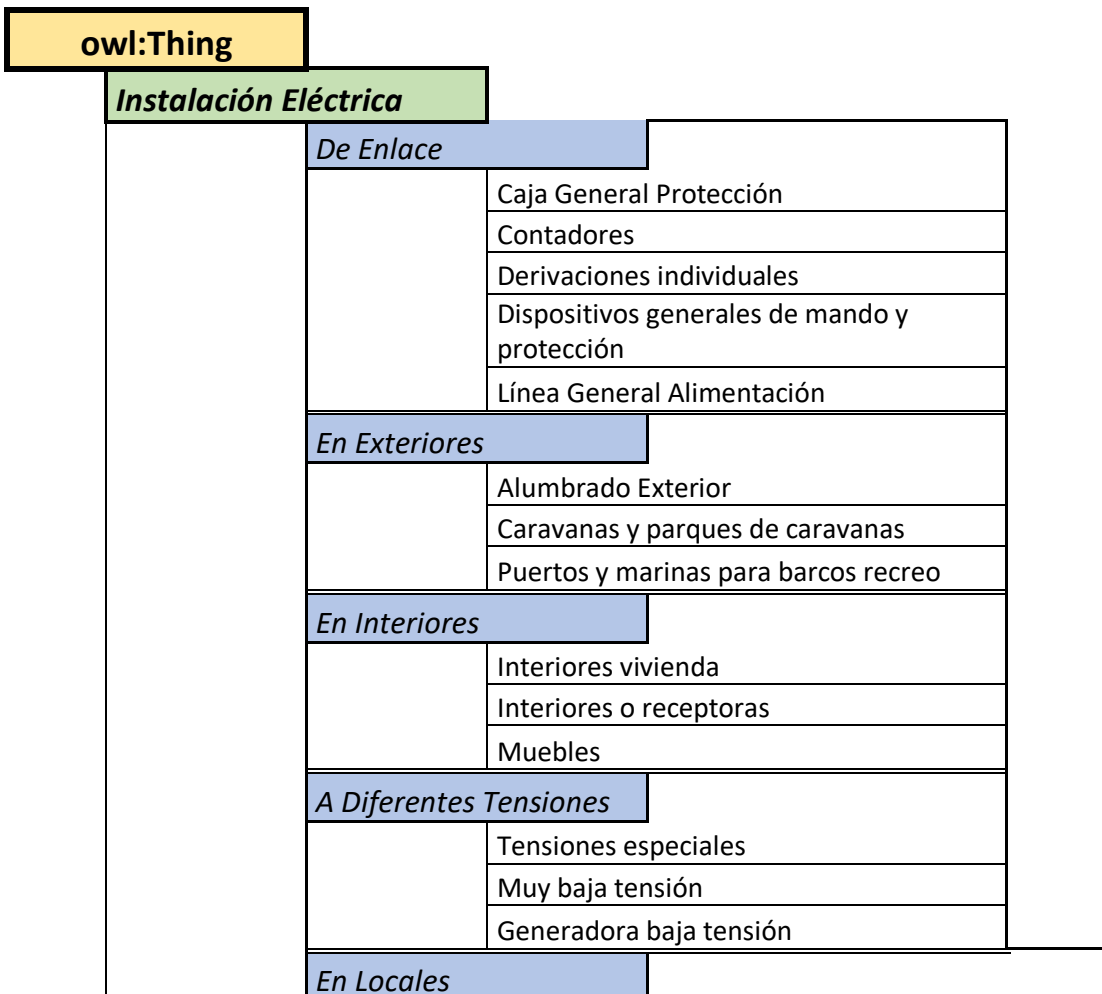 owl:Thing
Instalación Eléctrica
De Enlace
Caja General Protección
Contadores
Derivaciones individuales
Dispositivos generales de mando y
protección
Línea General Alimentación
En Exteriores
Alumbrado Exterior
Caravanas y parques de caravanas
Puertos y marinas para barcos recreo
En Interiores
Interiores vivienda
Interiores o receptoras
Muebles
A Diferentes Tensiones
Tensiones especiales
Muy baja tensión
Generadora baja tensión
En Locales